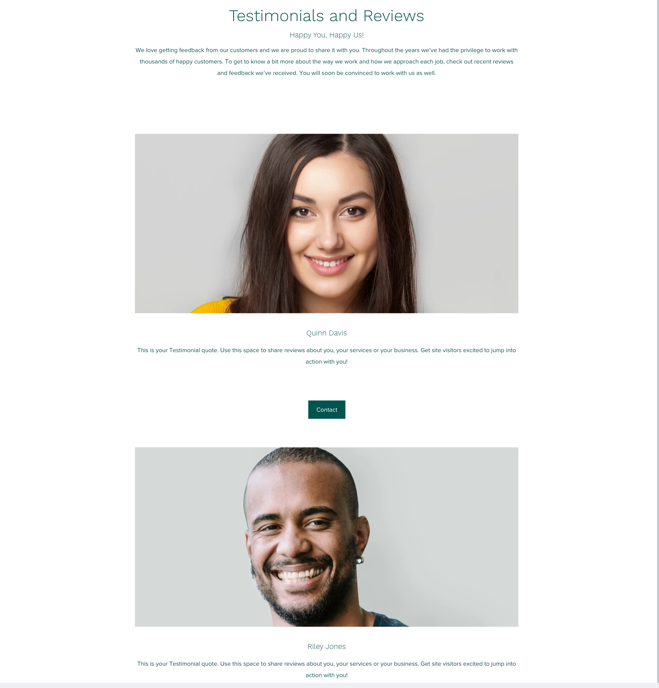 Testimonials and Reviews
Happy You, Happy Us!
We love getting feedback from our customers and we are proud to share it with you. Throughout the years we've had the privilege to work with
thousands of happy customers. To get to know a bit more about the way we work and how we approach each job, check out recent reviews
and feedback we've received. You will soon be convinced to work with us as well.
Quinn Davis
This is your Testimonial quote. Use this space to share reviews about you, your services or your business. Get site visitors excited to jump into
action with you!
Contact
Riley Jones
This is your Testimonial quote. Use this space to share reviews about you, your services or your business. Get site visitors excited to jump into
action with you!